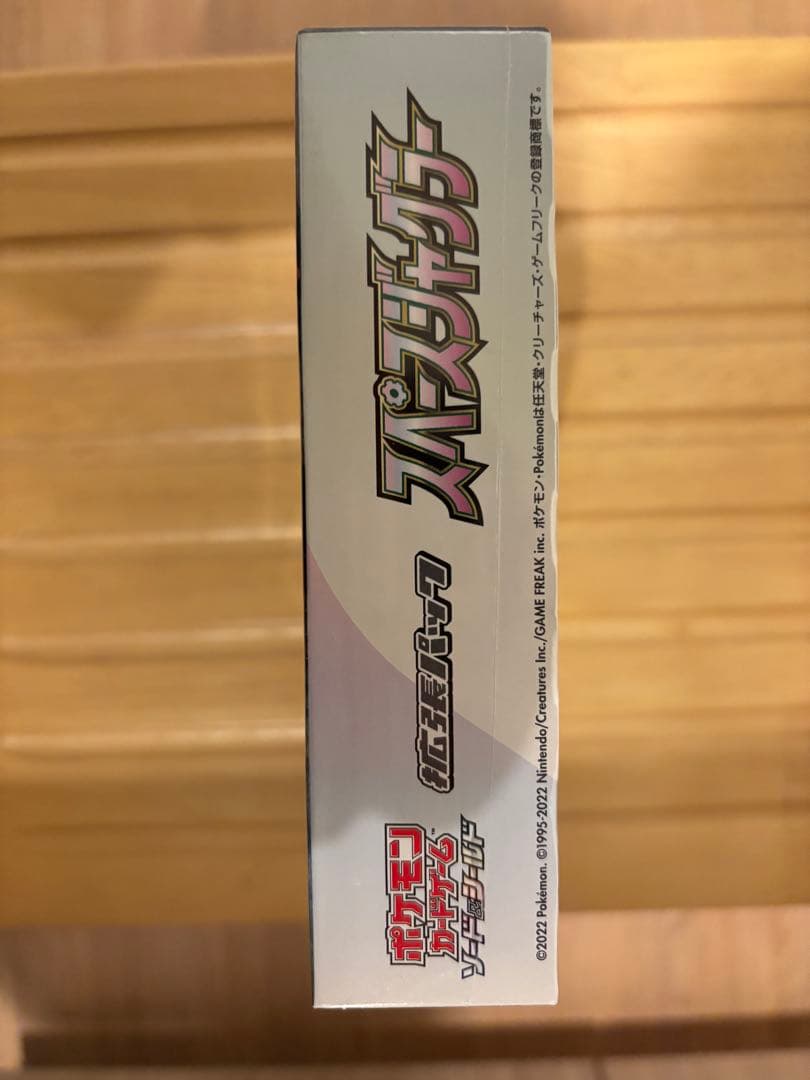 ポケモン
カードゲーム™
ソード&シールド
拡張パック
スペースジャグラー
©2022 Pokémon. ©1995-2022 Nintendo/Creatures Inc./GAME FREAK inc. ポケモン・Pokémonは任天堂・クリーチャーズ・ゲームフリークの登録商標です。